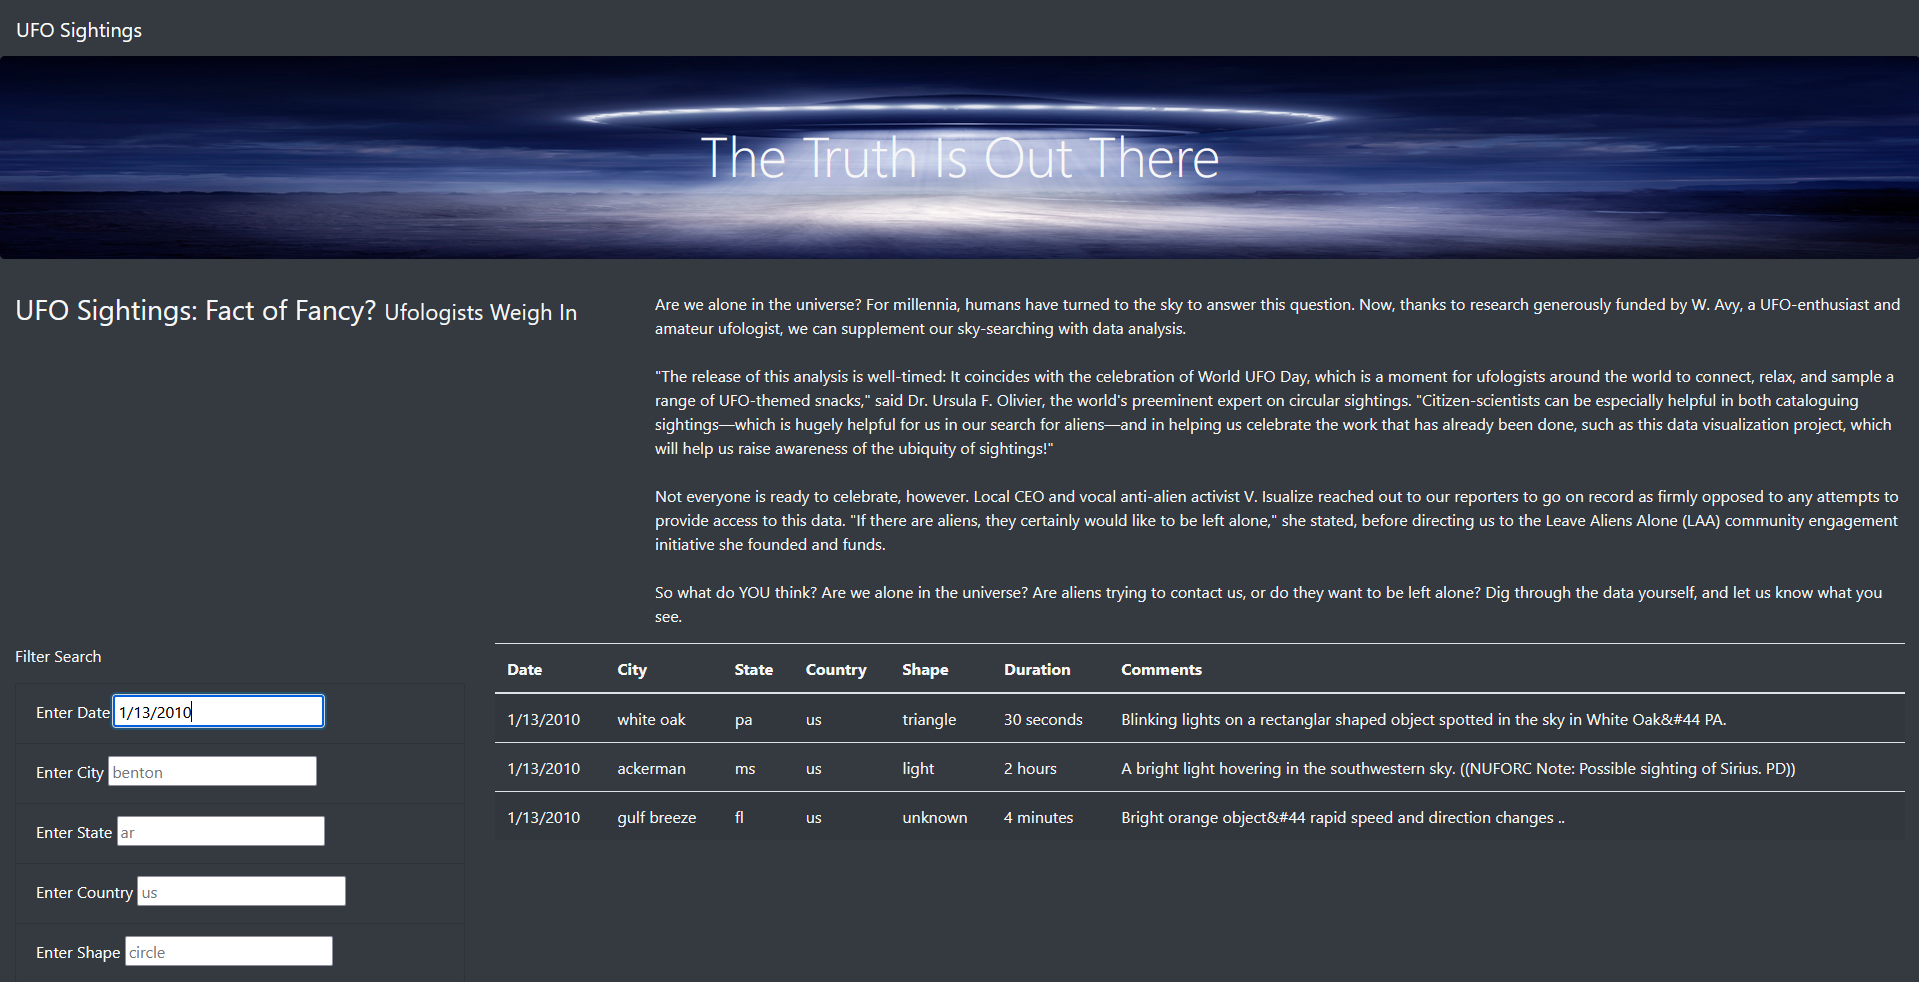 UFO Sightings
The Truth Is Out There
UFO Sightings: Fact of Fancy? Ufologists Weigh In
Are we alone in the universe? For millennia, humans have turned to the sky to answer this question. Now, thanks to research generously funded by W. Avy, a UFO-enthusiast and
amateur ufologist, we can supplement our sky-searching with data analysis.
"The release of this analysis is well-timed: It coincides with the celebration of World UFO Day, which is a moment for ufologists around the world to connect, relax, and sample a
range of UFO-themed snacks," said Dr. Ursula F. Olivier, the world's preeminent expert on circular sightings. "Citizen-scientists can be especially helpful in both cataloguing
sightings—which is hugely helpful for us in our search for aliens—and in helping us celebrate the work that has already been done, such as this data visualization project, which
will help us raise awareness of the ubiquity of sightings!"
Not everyone is ready to celebrate, however. Local CEO and vocal anti-alien activist V. Isualize reached out to our reporters to go on record as firmly opposed to any attempts to
provide access to this data. "If there are aliens, they certainly would like to be left alone," she stated, before directing us to the Leave Aliens Alone (LAA) community engagement
initiative she founded and funds.
So what do YOU think? Are we alone in the universe? Are aliens trying to contact us, or do they want to be left alone? Dig through the data yourself, and let us know what you
see.
Filter Search
Enter Date 1/13/2010
Enter City benton
Enter State ar
Enter Country us
Enter Shape circle
Date City State Country Shape Duration Comments
1/13/2010 white oak pa us triangle 30 seconds Blinking lights on a rectanglar shaped object spotted in the sky in White Oak&#44 PA.
1/13/2010 ackerman ms us light 2 hours A bright light hovering in the southwestern sky. ((NUFORC Note: Possible sighting of Sirius. PD))
1/13/2010 gulf breeze fl us unknown 4 minutes Bright orange object&#44 rapid speed and direction changes ..